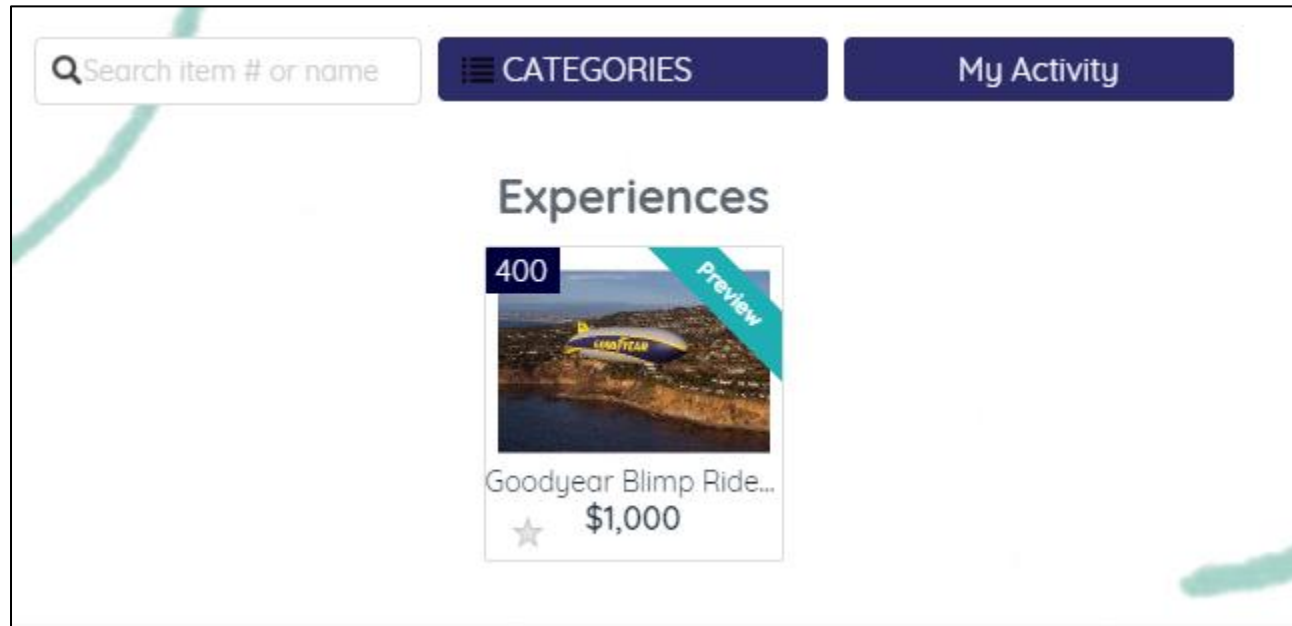 Search item # or name
CATEGORIES
My Activity
Experiences
400
Preview
GOODYEAR
Goodyear Blimp Ride...
$1,000